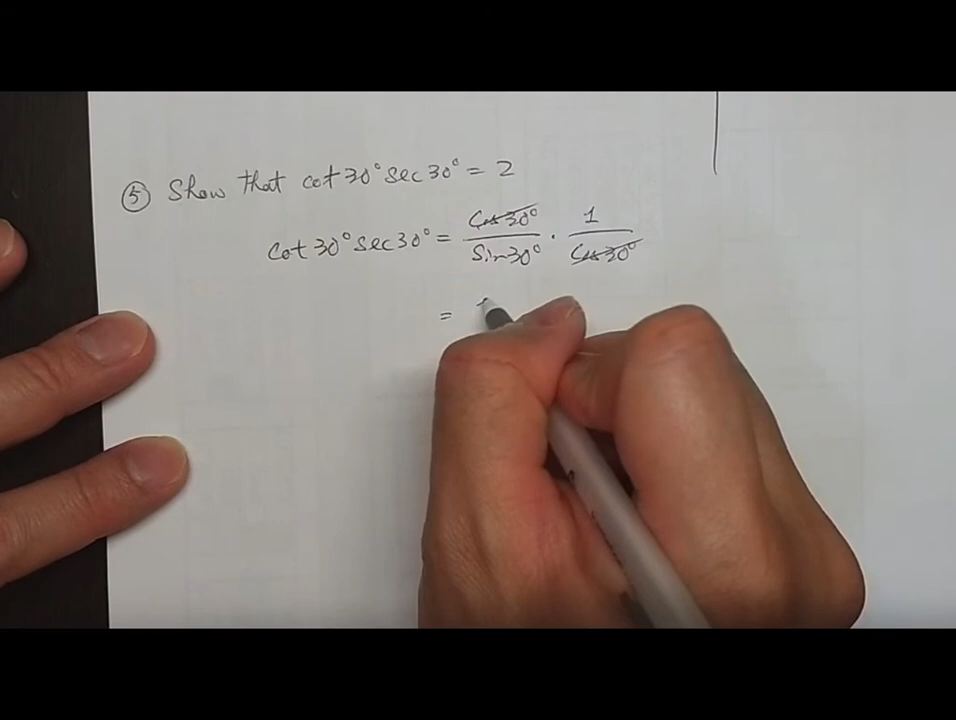 ⑤ Show that cot 30° sec 30° = 2
cot 30° sec 30° = cos 30° / sin 30° · 1 / cos 30°
=